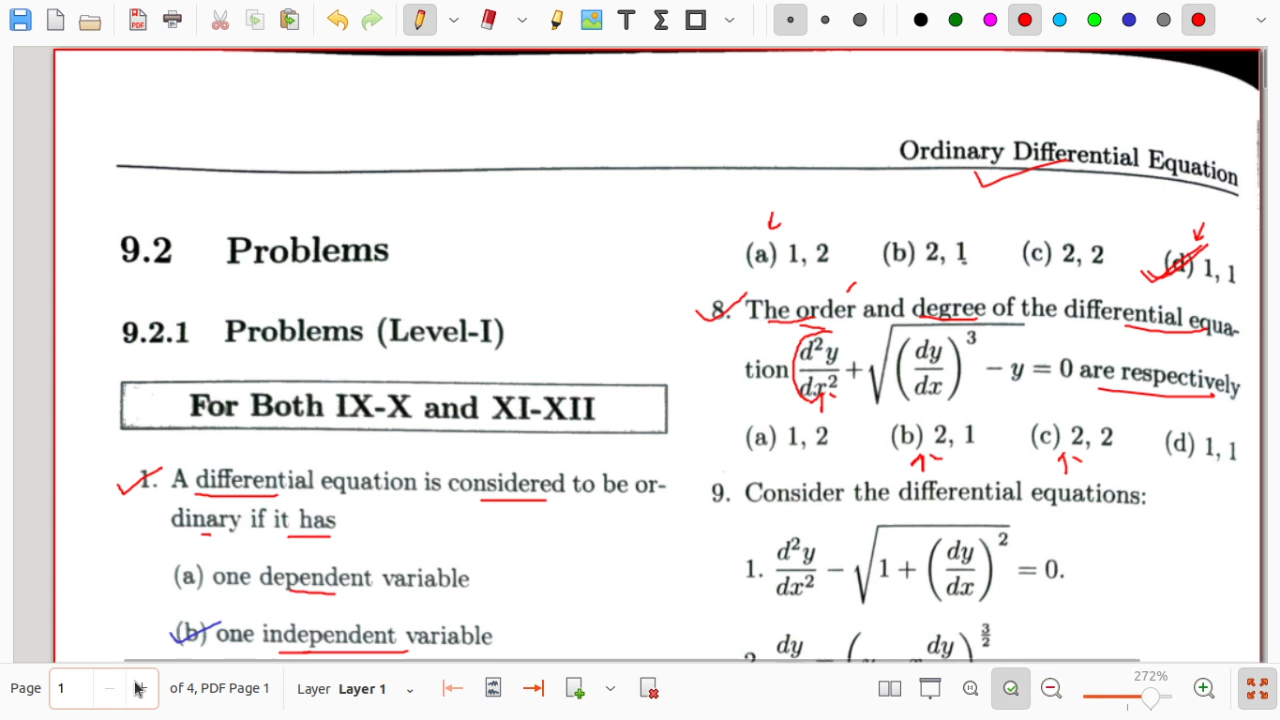 Ordinary Differential Equation
9.2 Problems
9.2.1 Problems (Level-I)
For Both IX-X and XI-XII
1. A differential equation is considered to be or-
dinary if it has
(a) one dependent variable
(b) one independent variable
(a) 1, 2 (b) 2, 1 (c) 2, 2 (d) 1, 1
8. The order and degree of the differential equa-
tion d²y/dx² + √(dy/dx)³ − y = 0 are respectively
(a) 1, 2 (b) 2, 1 (c) 2, 2 (d) 1, 1
9. Consider the differential equations:
1. d²y/dx² − √(1 + (dy/dx)²) = 0.
Page 1 of 4, PDF Page 1 Layer Layer 1 272%